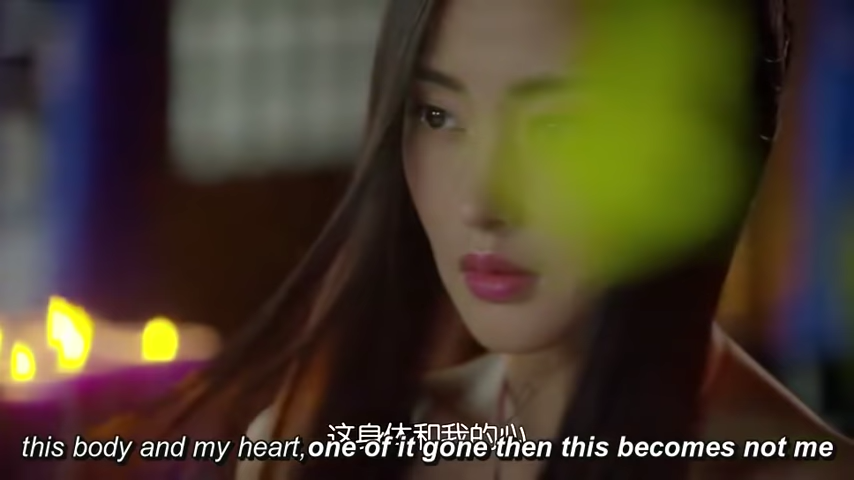 这身体和我的心
this body and my heart,one of it gone then this becomes not me